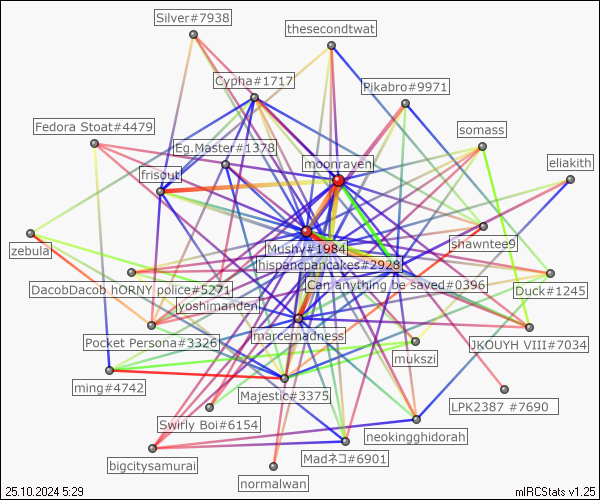 Silver#7938
thesecondtwat
Cypha#1717
Pikabro#9971
Fedora Stoat#4479
somass
Eg.Master#1378
moonraven
eliakith
frisout
zebula
Mushy#1984
shawntee9
hispancpancakes#2928
DacobDacob hORNY police#5271
Can anything be saved#0396
Duck#1245
yoshimanden
Pocket Persona#3326
marcemadness
JKOUYH VIII#7034
mukszi
ming#4742
Majestic#3375
LPK2387 #7690
Swirly Boi#6154
neokingghidorah
bigcitysamurai
Madネコ#6901
normalwan
25.10.2024 5:29
mIRCStats v1.25